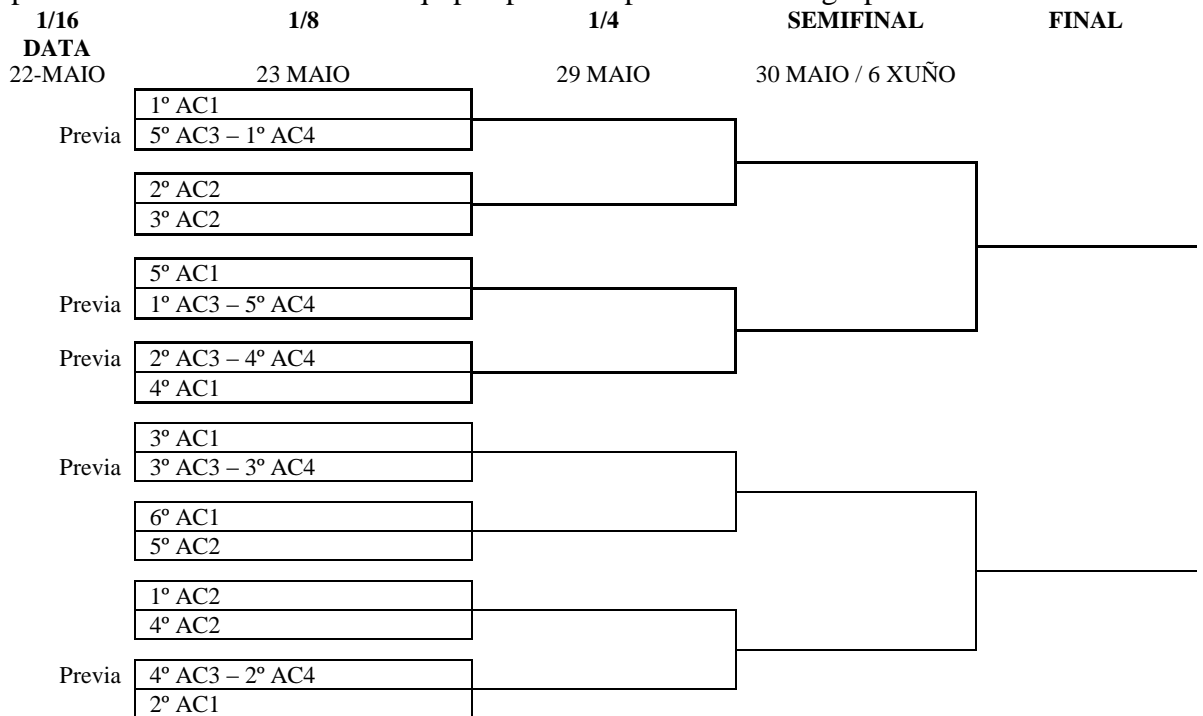 1/16 1/8 1/4 SEMIFINAL FINAL
DATA
22-MAIO 23 MAIO 29 MAIO 30 MAIO / 6 XUÑO
1º AC1
Previa 5º AC3 – 1º AC4
2º AC2
3º AC2
5º AC1
Previa 1º AC3 – 5º AC4
Previa 2º AC3 – 4º AC4
4º AC1
3º AC1
Previa 3º AC3 – 3º AC4
6º AC1
5º AC2
1º AC2
4º AC2
Previa 4º AC3 – 2º AC4
2º AC1